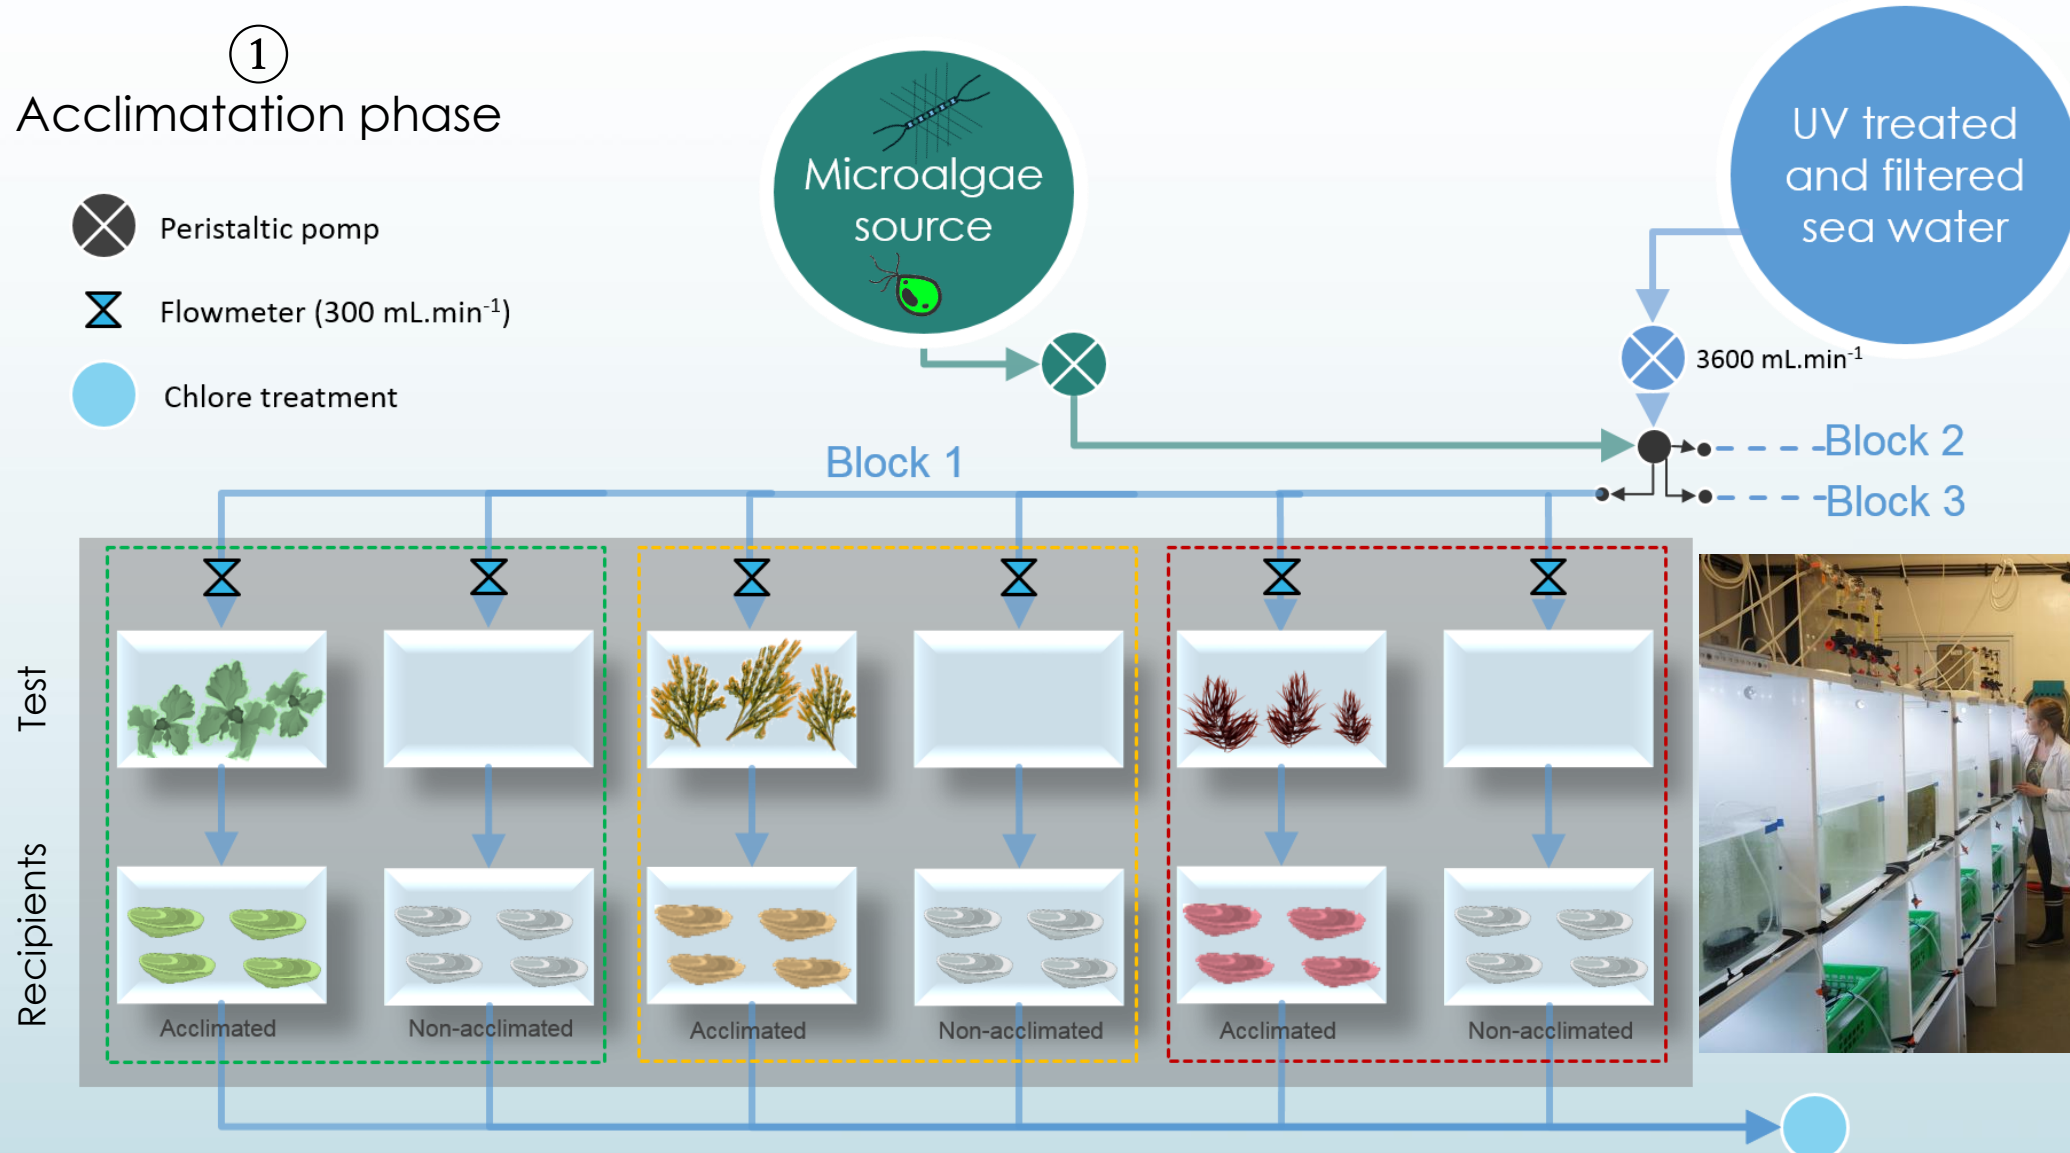 ①
Acclimatation phase
Peristaltic pomp
Flowmeter (300 mL.min⁻¹)
Chlore treatment
Microalgae
source
UV treated
and filtered
sea water
3600 mL.min⁻¹
Block 1
Block 2
Block 3
Test
Recipients
Acclimated
Non-acclimated
Acclimated
Non-acclimated
Acclimated
Non-acclimated